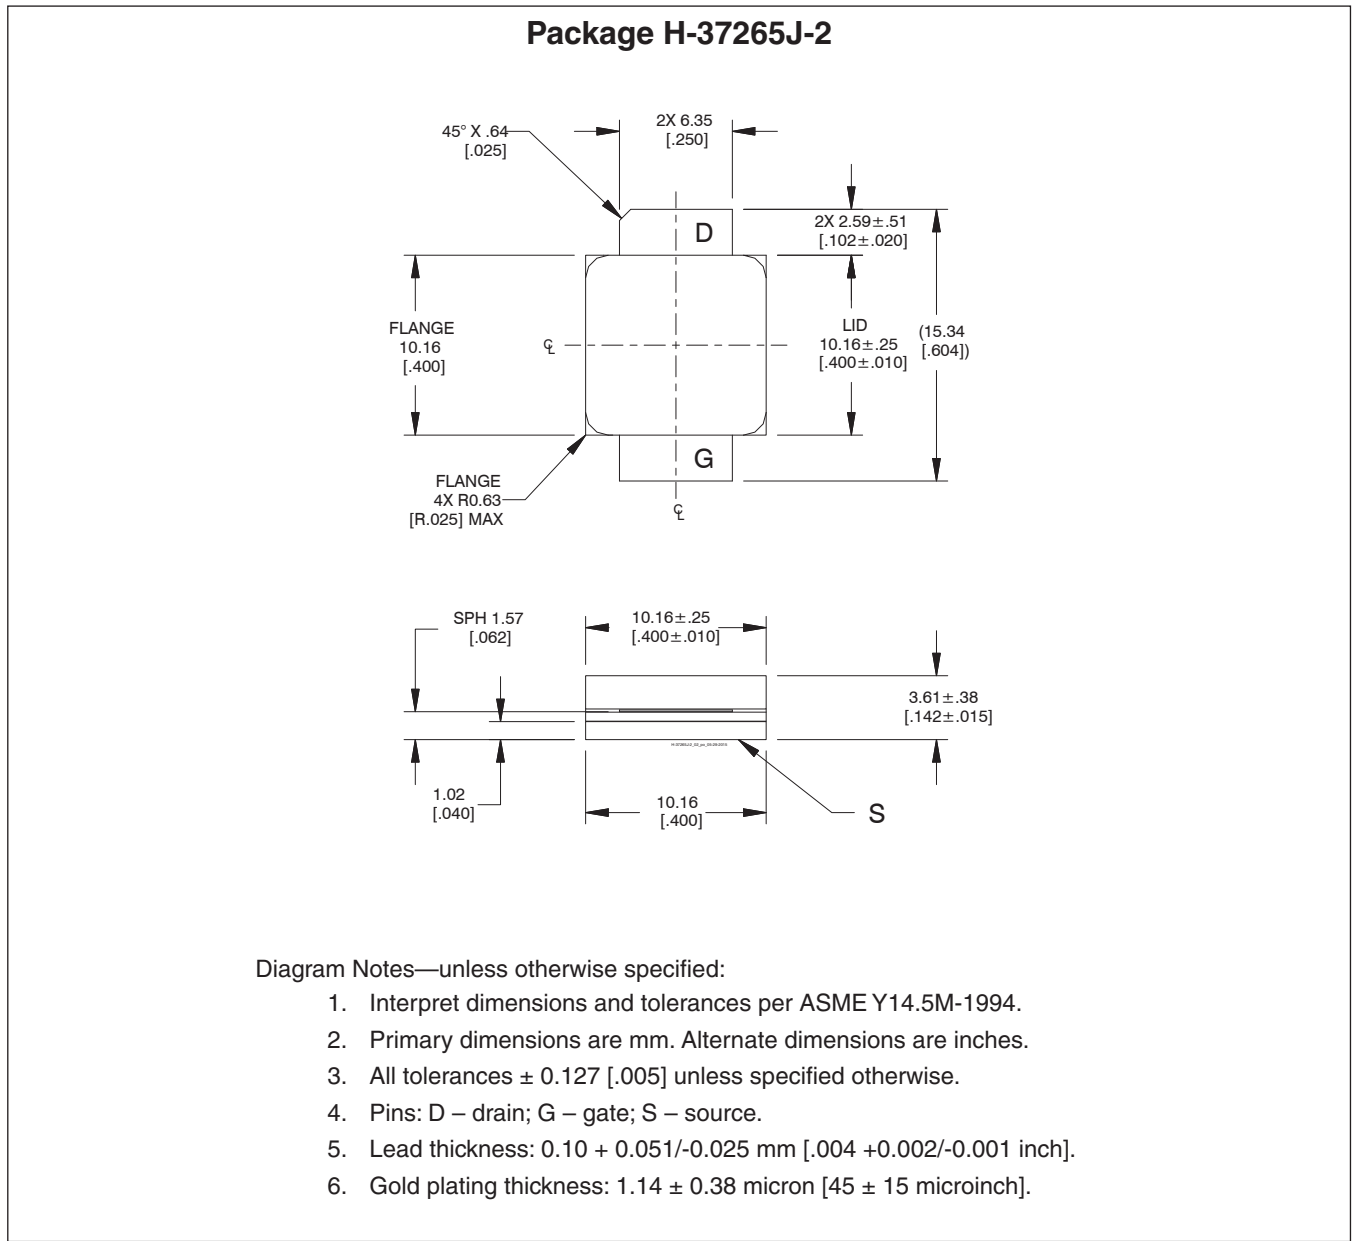 Package H-37265J-2
45° X .64
[.025]
2X 6.35
[.250]
2X 2.59±.51
[.102±.020]
D
FLANGE
10.16
[.400]
℄
LID
10.16±.25
[.400±.010]
(15.34
[.604])
G
FLANGE
4X R0.63
[R.025] MAX
℄
SPH 1.57
[.062]
10.16±.25
[.400±.010]
3.61±.38
[.142±.015]
1.02
[.040]
10.16
[.400]
S
Diagram Notes—unless otherwise specified:
1. Interpret dimensions and tolerances per ASME Y14.5M-1994.
2. Primary dimensions are mm. Alternate dimensions are inches.
3. All tolerances ± 0.127 [.005] unless specified otherwise.
4. Pins: D – drain; G – gate; S – source.
5. Lead thickness: 0.10 + 0.051/-0.025 mm [.004 +0.002/-0.001 inch].
6. Gold plating thickness: 1.14 ± 0.38 micron [45 ± 15 microinch].